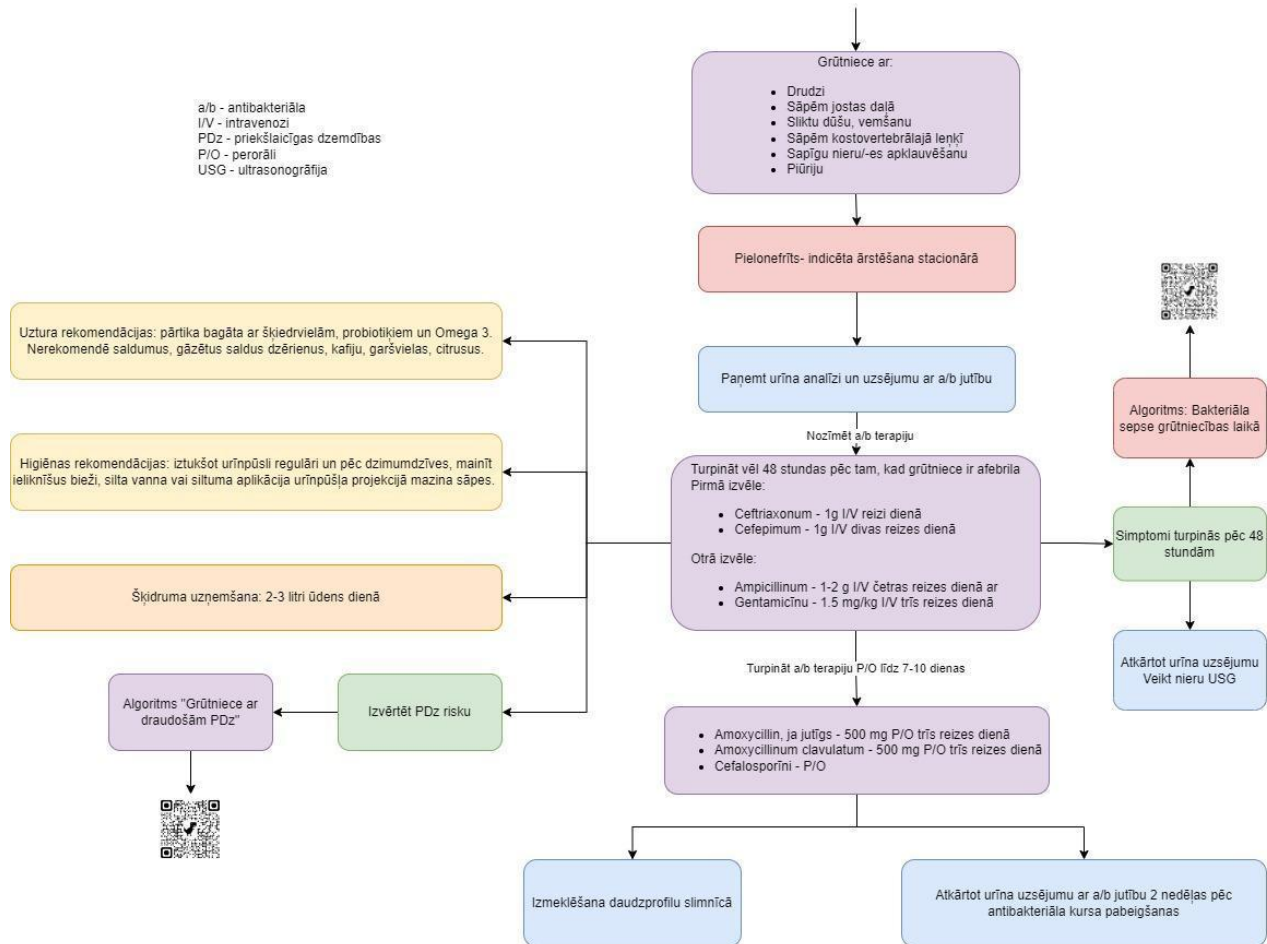 a/b - antibakteriāla
I/V - intravenozi
PDz - priekšlaicīgas dzemdības
P/O - perorāli
USG - ultrasonogrāfija
Grūtniece ar:
Drudzi
Sāpēm jostas daļā
Sliktu dūšu, vemšanu
Sāpēm kostovertebrālajā leņķī
Sapīgu nieru/-es apklauvēšanu
Piūriju
Pielonefrīts- indicēta ārstēšana stacionārā
Paņemt urīna analīzi un uzsējumu ar a/b jutību
Nozīmēt a/b terapiju
Turpināt vēl 48 stundas pēc tam, kad grūtniece ir afebrila
Pirmā izvēle:
Ceftriaxonum - 1g I/V reizi dienā
Cefepimum - 1g I/V divas reizes dienā
Otrā izvēle:
Ampicillinum - 1-2 g I/V četras reizes dienā ar
Gentamicīnu - 1.5 mg/kg I/V trīs reizes dienā
Uztura rekomendācijas: pārtika bagāta ar šķiedrvielām, probiotiķiem un Omega 3.
Nerekomendē saldumus, gāzētus saldus dzērienus, kafiju, garšvielas, citrusus.
Higiēnas rekomendācijas: iztukšot urīnpūsli regulāri un pēc dzimumdzīves, mainīt
ieliknīšus bieži, silta vanna vai siltuma aplikācija urīnpūšļa projekcijā mazina sāpes.
Šķidruma uzņemšana: 2-3 litri ūdens dienā
Izvērtēt PDz risku
Algoritms "Grūtniece ar
draudošām PDz"
Algoritms: Bakteriāla
sepse grūtniecības laikā
Simptomi turpinās pēc 48
stundām
Atkārtot urīna uzsējumu
Veikt nieru USG
Turpināt a/b terapiju P/O līdz 7-10 dienas
Amoxycillin, ja jutīgs - 500 mg P/O trīs reizes dienā
Amoxycillinum clavulatum - 500 mg P/O trīs reizes dienā
Cefalosporīni - P/O
Izmeklēšana daudzprofilu slimnīcā
Atkārtot urīna uzsējumu ar a/b jutību 2 nedēļas pēc
antibakteriāla kursa pabeigšanas